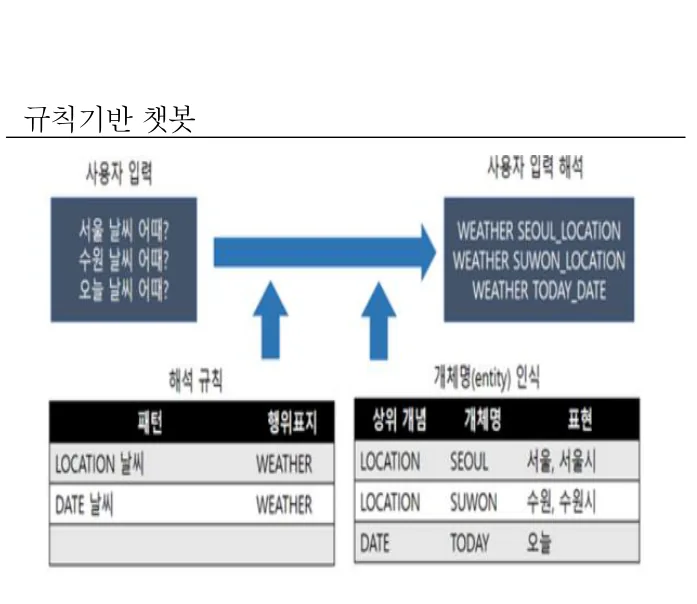 규칙기반 챗봇
사용자 입력
사용자 입력 해석
서울 날씨 어때?
수원 날씨 어때?
오늘 날씨 어때?
WEATHER SEOUL_LOCATION
WEATHER SUWON_LOCATION
WEATHER TODAY_DATE
해석 규칙
패턴 행위표지
LOCATION 날씨 WEATHER
DATE 날씨 WEATHER
개체명(entity) 인식
상위 개념 개체명 표현
LOCATION SEOUL 서울, 서울시
LOCATION SUWON 수원, 수원시
DATE TODAY 오늘